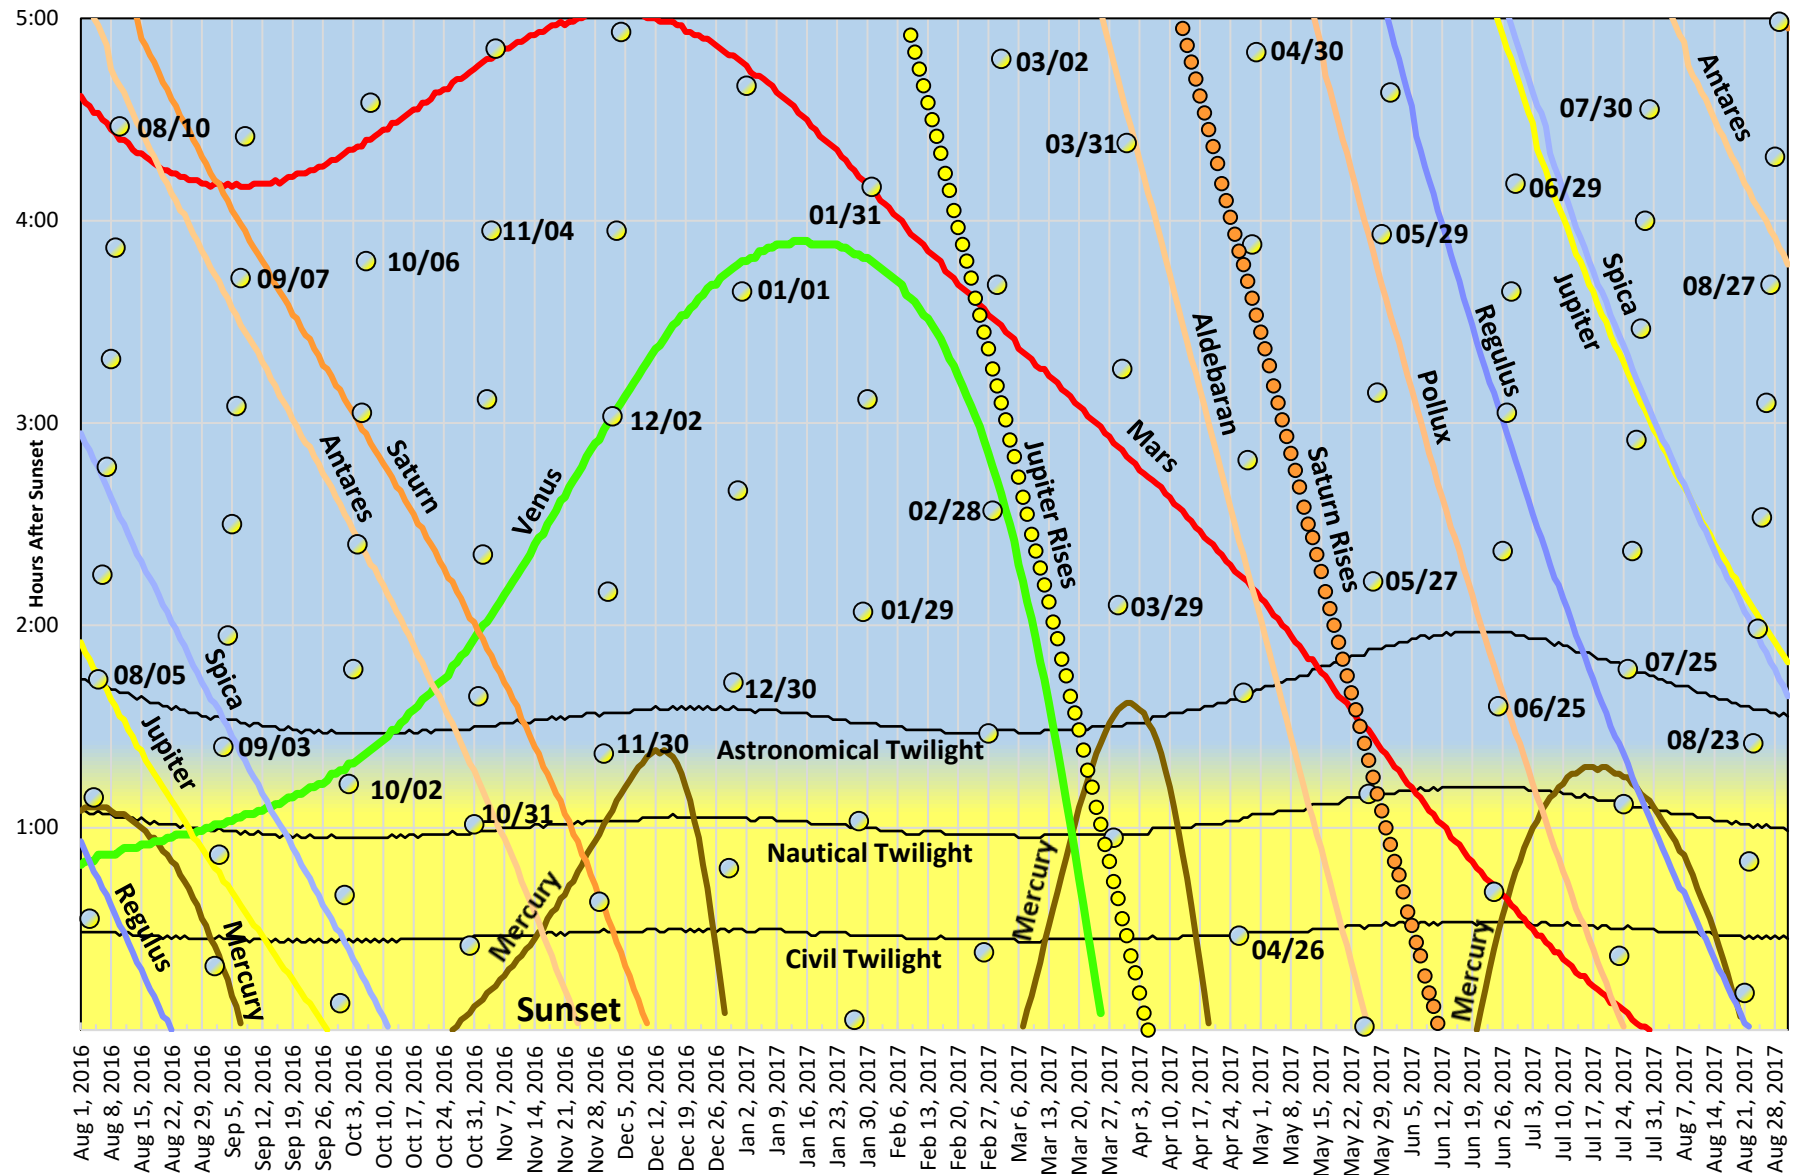 5:00
4:00
3:00
2:00
1:00
Hours After Sunset
08/10
03/02
04/30
Antares
07/30
03/31
06/29
11/04
01/31
05/29
10/06
09/07
01/01
Spica
Jupiter
08/27
Aldebaran
Regulus
Pollux
12/02
Mars
Antares
Saturn
Venus
Jupiter Rises
Saturn Rises
02/28
05/27
01/29
03/29
Spica
08/05
12/30
07/25
Jupiter
09/03
11/30
Astronomical Twilight
06/25
08/23
10/02
10/31
Nautical Twilight
Regulus
Mercury
Mercury
Mercury
Mercury
Civil Twilight
04/26
Sunset
Aug 1, 2016
Aug 8, 2016
Aug 15, 2016
Aug 22, 2016
Aug 29, 2016
Sep 5, 2016
Sep 12, 2016
Sep 19, 2016
Sep 26, 2016
Oct 3, 2016
Oct 10, 2016
Oct 17, 2016
Oct 24, 2016
Oct 31, 2016
Nov 7, 2016
Nov 14, 2016
Nov 21, 2016
Nov 28, 2016
Dec 5, 2016
Dec 12, 2016
Dec 19, 2016
Dec 26, 2016
Jan 2, 2017
Jan 9, 2017
Jan 16, 2017
Jan 23, 2017
Jan 30, 2017
Feb 6, 2017
Feb 13, 2017
Feb 20, 2017
Feb 27, 2017
Mar 6, 2017
Mar 13, 2017
Mar 20, 2017
Mar 27, 2017
Apr 3, 2017
Apr 10, 2017
Apr 17, 2017
Apr 24, 2017
May 1, 2017
May 8, 2017
May 15, 2017
May 22, 2017
May 29, 2017
Jun 5, 2017
Jun 12, 2017
Jun 19, 2017
Jun 26, 2017
Jul 3, 2017
Jul 10, 2017
Jul 17, 2017
Jul 24, 2017
Jul 31, 2017
Aug 7, 2017
Aug 14, 2017
Aug 21, 2017
Aug 28, 2017